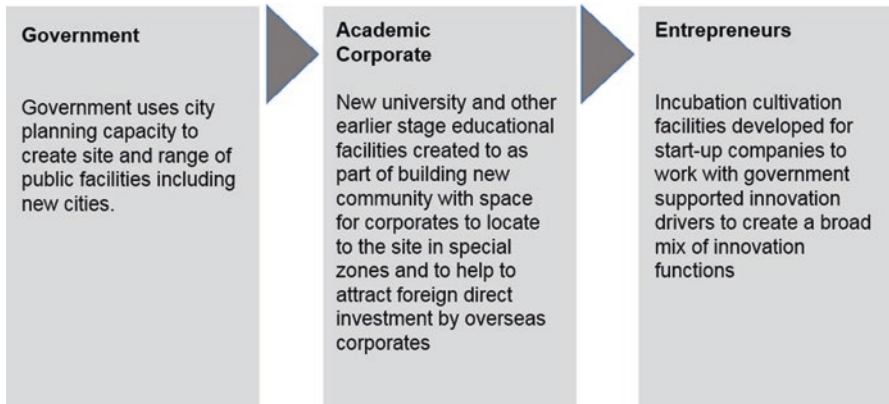 Government
Government uses city
planning capacity to
create site and range of
public facilities including
new cities.
Academic
Corporate
New university and other
earlier stage educational
facilities created to as
part of building new
community with space
for corporates to locate
to the site in special
zones and to help to
attract foreign direct
investment by overseas
corporates
Entrepreneurs
Incubation cultivation
facilities developed for
start-up companies to
work with government
supported innovation
drivers to create a broad
mix of innovation
functions